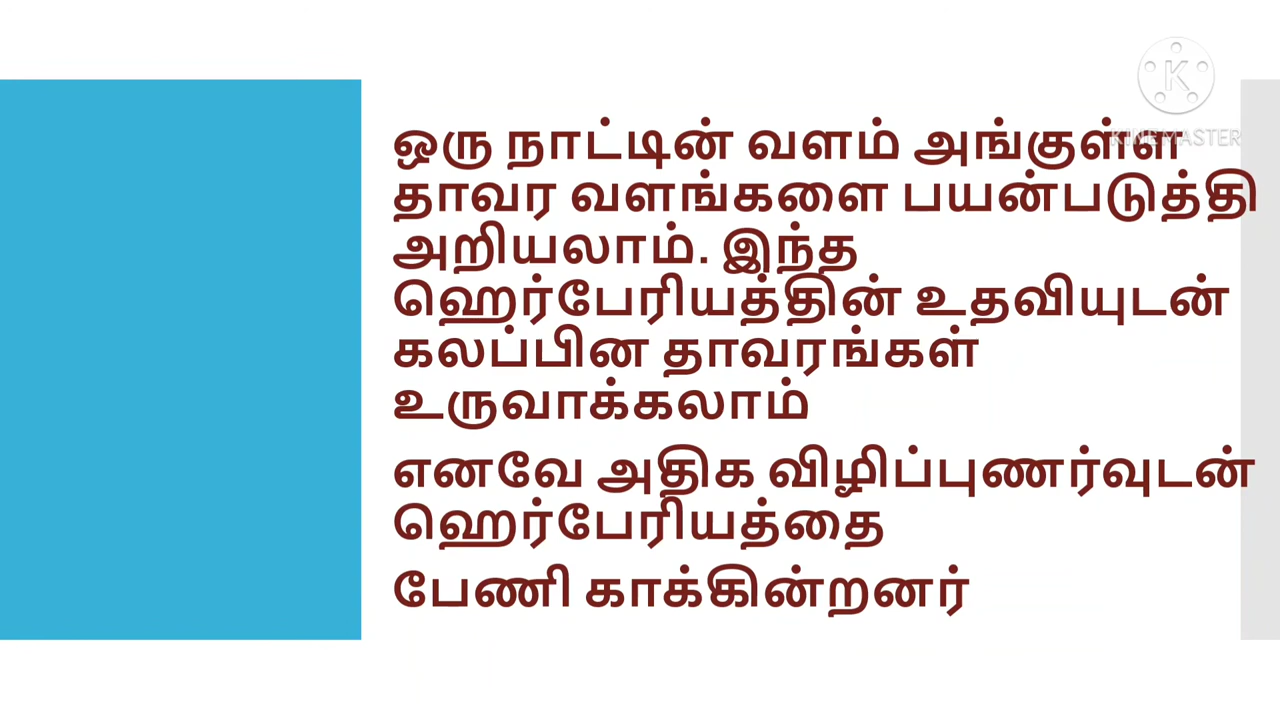 ஒரு நாட்டின் வளம் அங்குள்ள
தாவர வளங்களை பயன்படுத்தி
அறியலாம். இந்த
ஹெர்பேரியத்தின் உதவியுடன்
கலப்பின தாவரங்கள்
உருவாக்கலாம்
எனவே அதிக விழிப்புணர்வுடன்
ஹெர்பேரியத்தை
பேணி காக்கின்றனர்
K
KINEMASTER